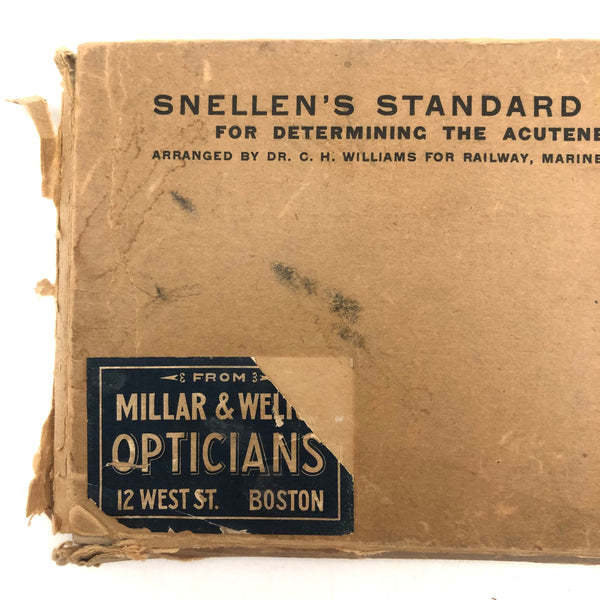 SNELLEN'S STANDARD
FOR DETERMINING THE ACUTENE
ARRANGED BY DR. C. H. WILLIAMS FOR RAILWAY, MARINE
FROM
MILLAR & WEL
OPTICIANS
12 WEST ST. BOSTON